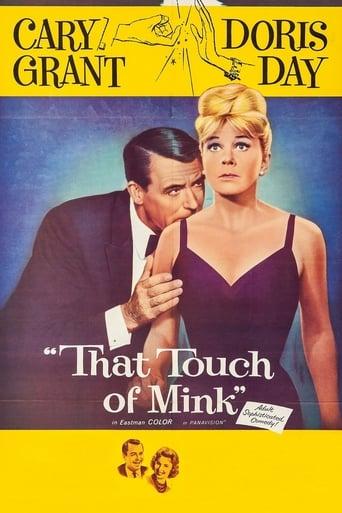 CARY GRANT
DORIS DAY
"That Touch
of Mink"
Adult
Sophisticated
Comedy!
in Eastman COLOR
in PANAVISION